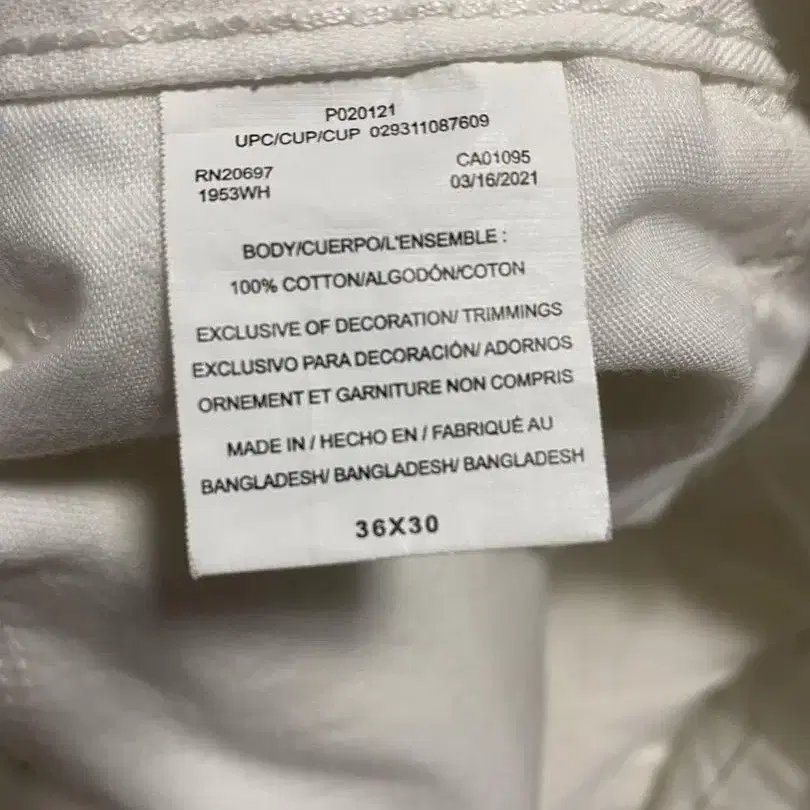 P020121
UPC/CUP/CUP 029311087609
RN20697 CA01095
1953WH 03/16/2021
BODY/CUERPO/L'ENSEMBLE :
100% COTTON/ALGODÓN/COTON
EXCLUSIVE OF DECORATION/ TRIMMINGS
EXCLUSIVO PARA DECORACIÓN/ ADORNOS
ORNEMENT ET GARNITURE NON COMPRIS
MADE IN / HECHO EN / FABRIQUÉ AU
BANGLADESH/ BANGLADESH/ BANGLADESH
36X30